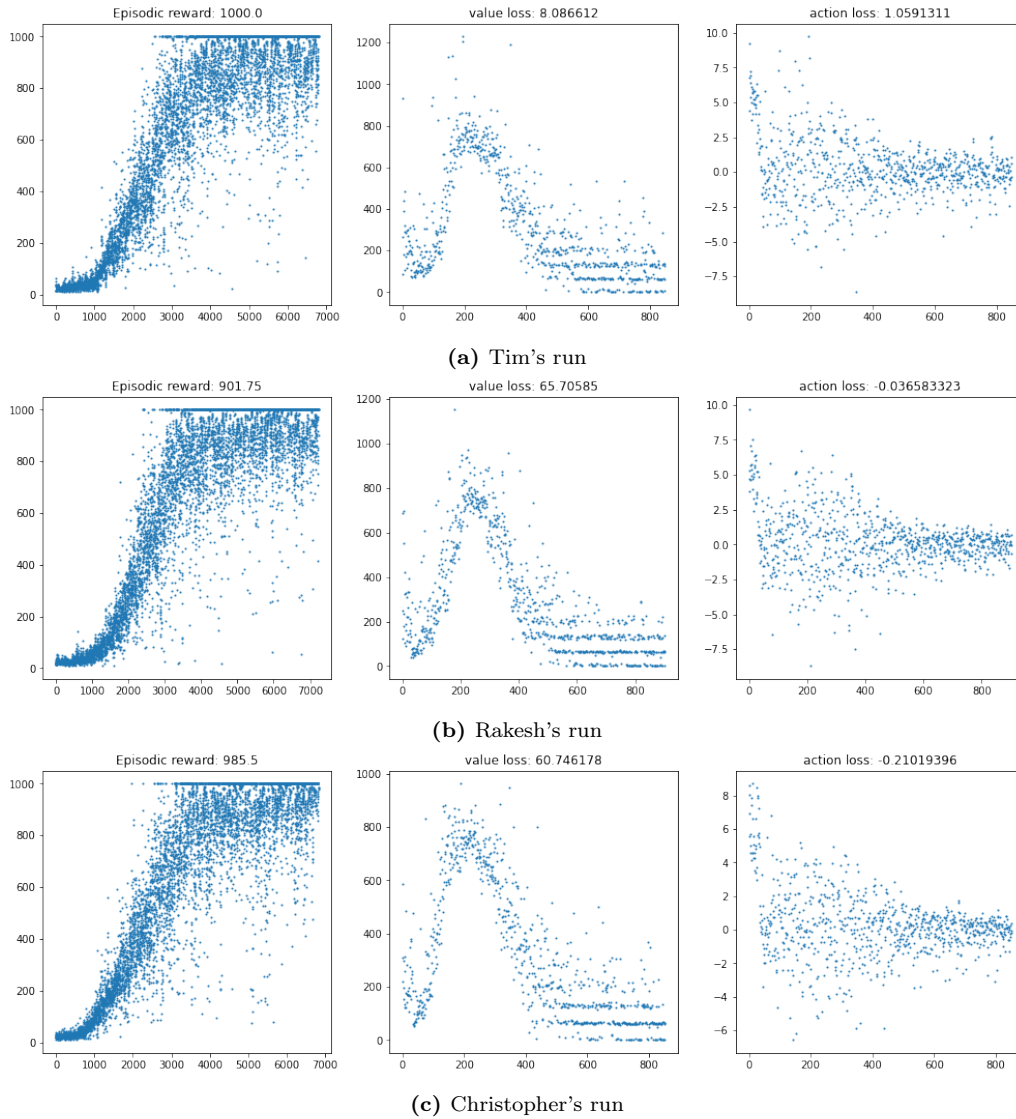 Episodic reward: 1000.0 value loss: 8.086612 action loss: 1.0591311
1000 1200 10.0
800 1000 7.5
600 800 5.0
400 600 2.5
200 400 0.0
0 200 −2.5
0 −5.0
−7.5
0 1000 2000 3000 4000 5000 6000 7000 0 200 400 600 800 0 200 400 600 800
(a) Tim's run
Episodic reward: 901.75 value loss: 65.70585 action loss: -0.036583323
1000 1200 10.0
800 1000 7.5
600 800 5.0
400 600 2.5
200 400 0.0
0 200 −2.5
0 −5.0
−7.5
0 1000 2000 3000 4000 5000 6000 7000 0 200 400 600 800 0 200 400 600 800
(b) Rakesh's run
Episodic reward: 985.5 value loss: 60.746178 action loss: -0.21019396
1000 1000 8
800 800 6
600 600 4
400 400 2
200 200 0
0 0 −2
−4
−6
0 1000 2000 3000 4000 5000 6000 7000 0 200 400 600 800 0 200 400 600 800
(c) Christopher's run